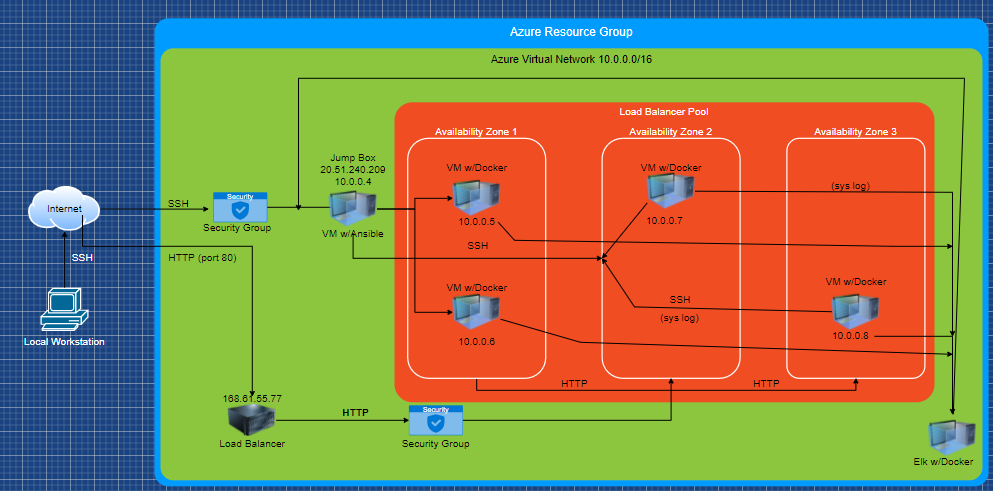 Azure Resource Group
Azure Virtual Network 10.0.0.0/16
Load Balancer Pool
Availability Zone 1
Availability Zone 2
Availability Zone 3
Jump Box
20.51.240.209
10.0.0.4
VM w/Ansible
VM w/Docker
10.0.0.5
VM w/Docker
10.0.0.7
(sys log)
Internet
SSH
Security
Security Group
SSH
HTTP (port 80)
SSH
VM w/Docker
10.0.0.6
SSH
(sys log)
VM w/Docker
10.0.0.8
Local Workstation
HTTP
HTTP
168.61.55.77
Load Balancer
HTTP
Security
Security Group
Elk w/Docker